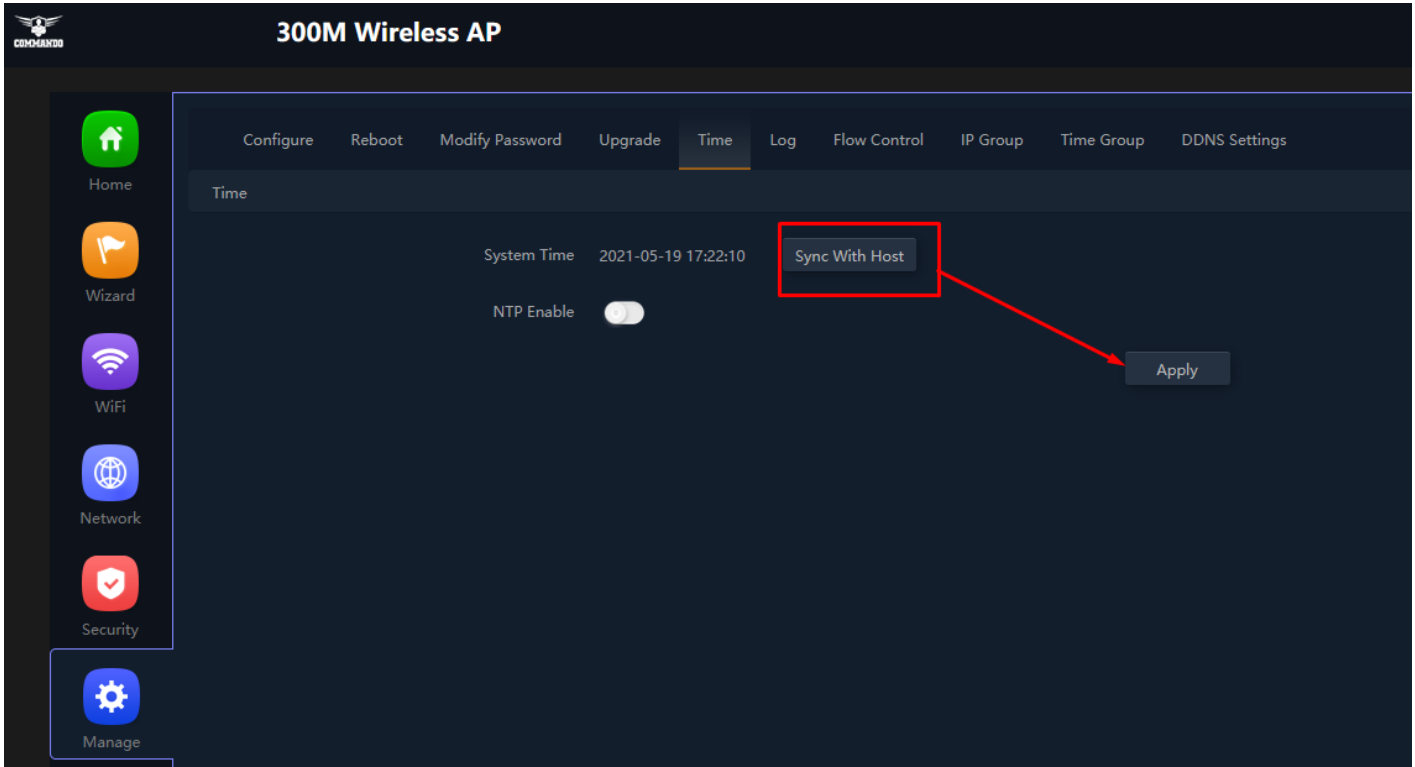 COMMANDO
300M Wireless AP
Configure Reboot Modify Password Upgrade Time Log Flow Control IP Group Time Group DDNS Settings
Home
Time
System Time 2021-05-19 17:22:10 Sync With Host
Wizard
NTP Enable
Apply
WiFi
Network
Security
Manage